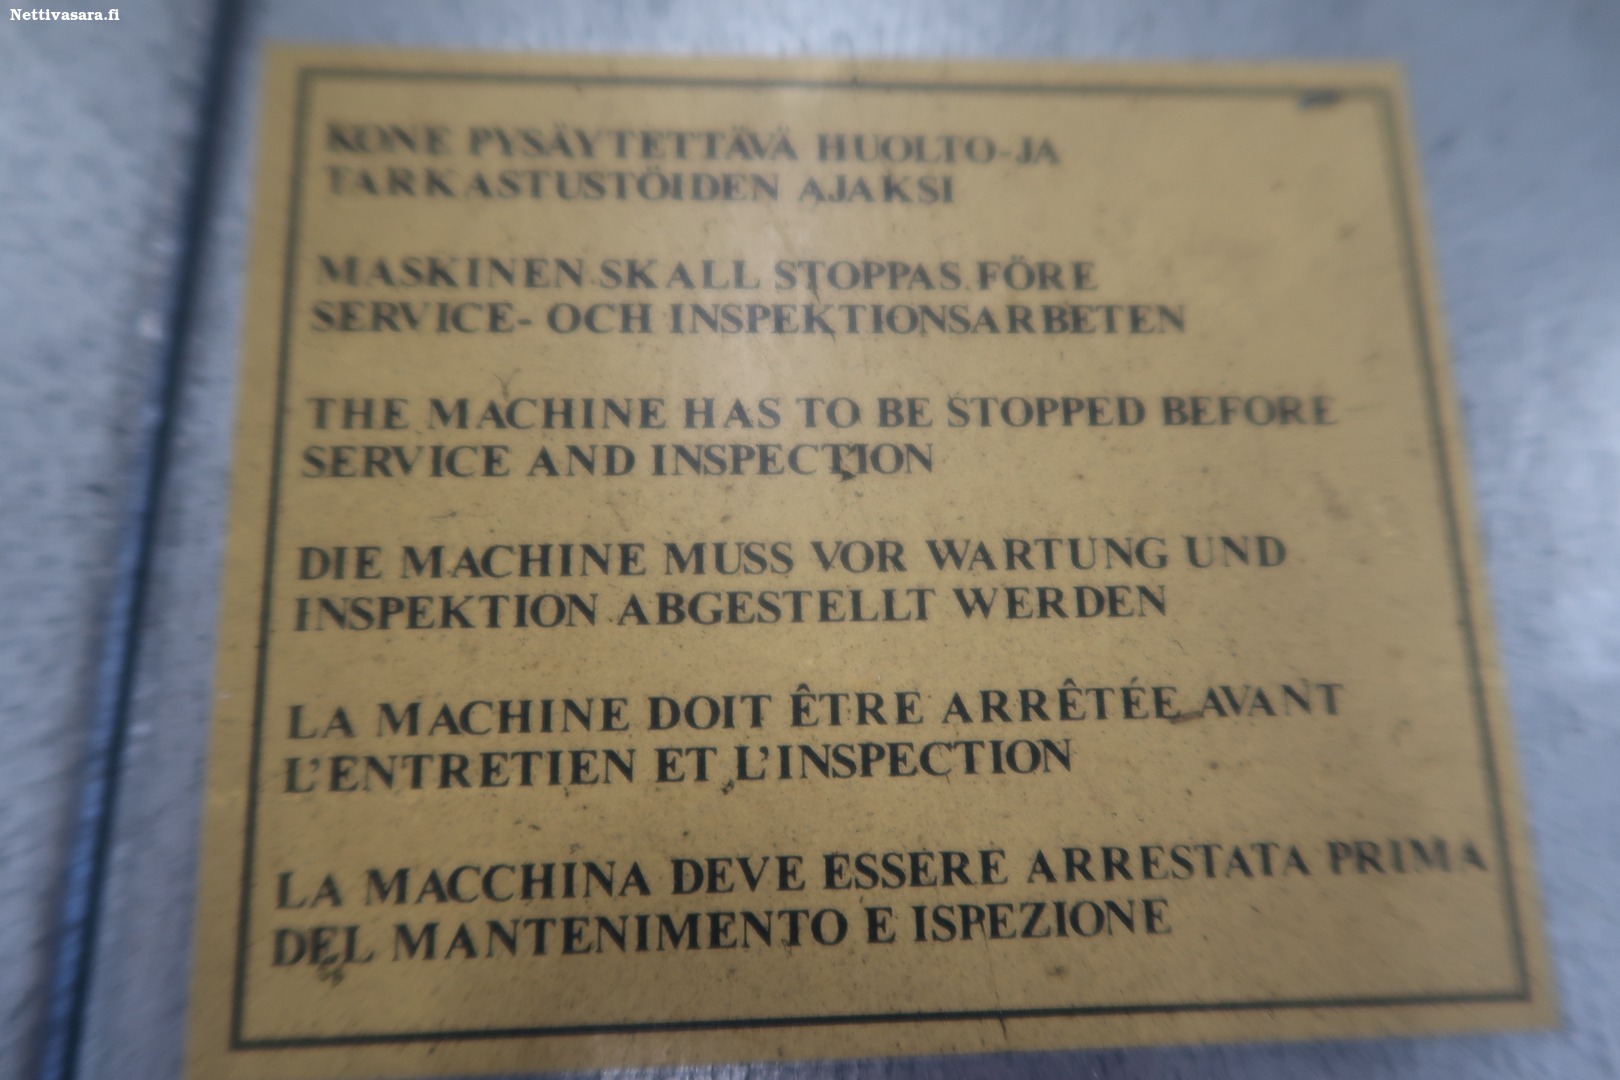 Nettivasara.fi
KONE PYSÄYTETTÄVÄ HUOLTO-JA
TARKASTUSTÖIDEN AJAKSI
MASKINEN SKALL STOPPAS FÖRE
SERVICE- OCH INSPEKTIONSARBETEN
THE MACHINE HAS TO BE STOPPED BEFORE
SERVICE AND INSPECTION
DIE MACHINE MUSS VOR WARTUNG UND
INSPEKTION ABGESTELLT WERDEN
LA MACHINE DOIT ÊTRE ARRÊTÉE AVANT
L'ENTRETIEN ET L'INSPECTION
LA MACCHINA DEVE ESSERE ARRESTATA PRIMA
DEL MANTENIMENTO E ISPEZIONE